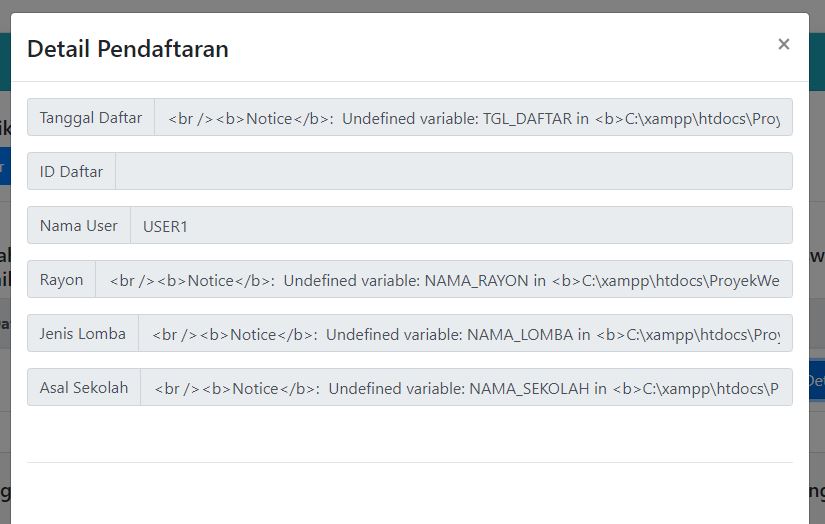 Detail Pendaftaran ×
Tanggal Daftar <br /><b>Notice</b>: Undefined variable: TGL_DAFTAR in <b>C:\xampp\htdocs\Proy
ID Daftar
Nama User USER1
Rayon <br /><b>Notice</b>: Undefined variable: NAMA_RAYON in <b>C:\xampp\htdocs\ProyekWe
Jenis Lomba <br /><b>Notice</b>: Undefined variable: NAMA_LOMBA in <b>C:\xampp\htdocs\Proy
Asal Sekolah <br /><b>Notice</b>: Undefined variable: NAMA_SEKOLAH in <b>C:\xampp\htdocs\P